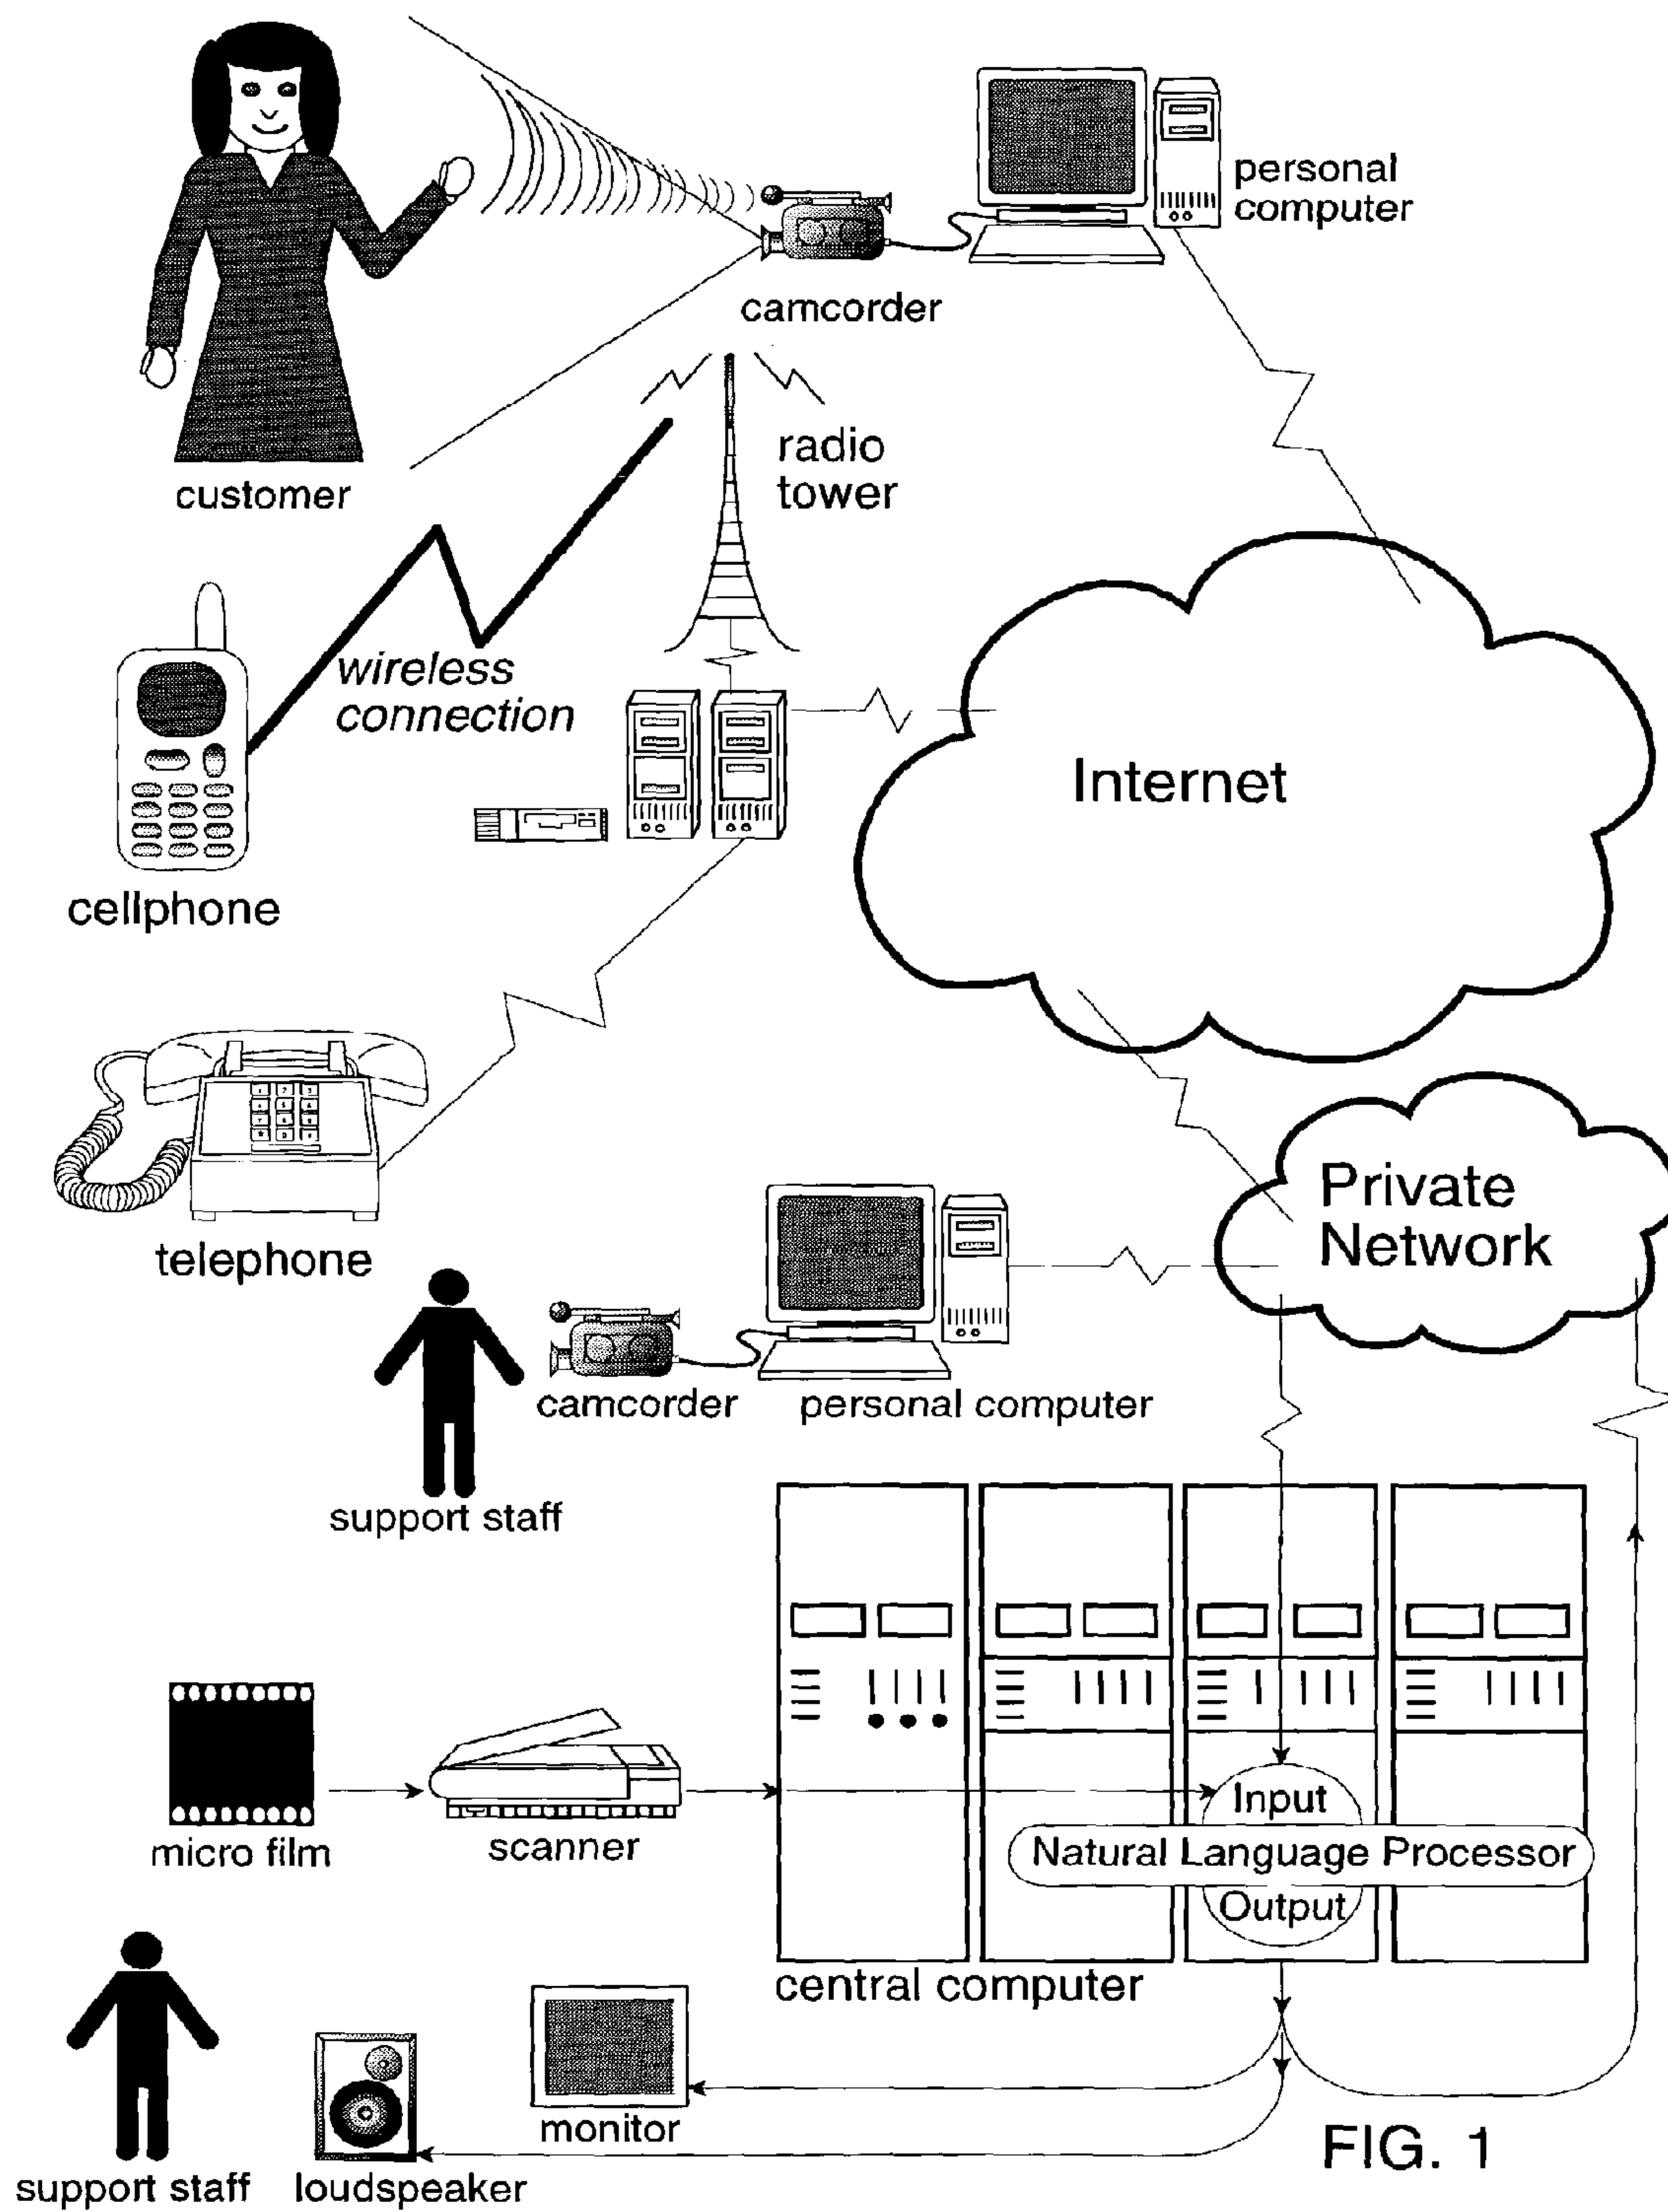 personal
computer
camcorder
customer
radio
tower
wireless
connection
Internet
cellphone
telephone
Private
Network
camcorder
personal computer
support staff
micro film
scanner
Input
Natural Language Processor
Output
central computer
monitor
support staff
loudspeaker
FIG. 1